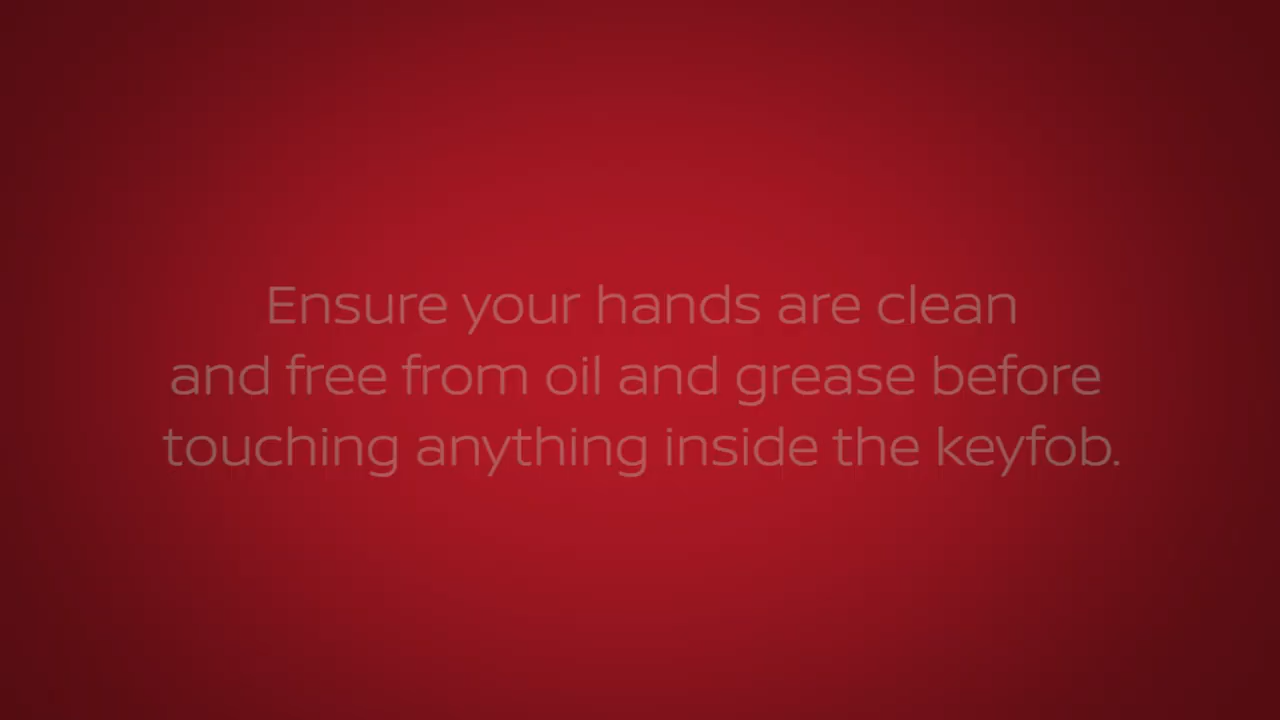 Ensure your hands are clean
and free from oil and grease before
touching anything inside the keyfob.